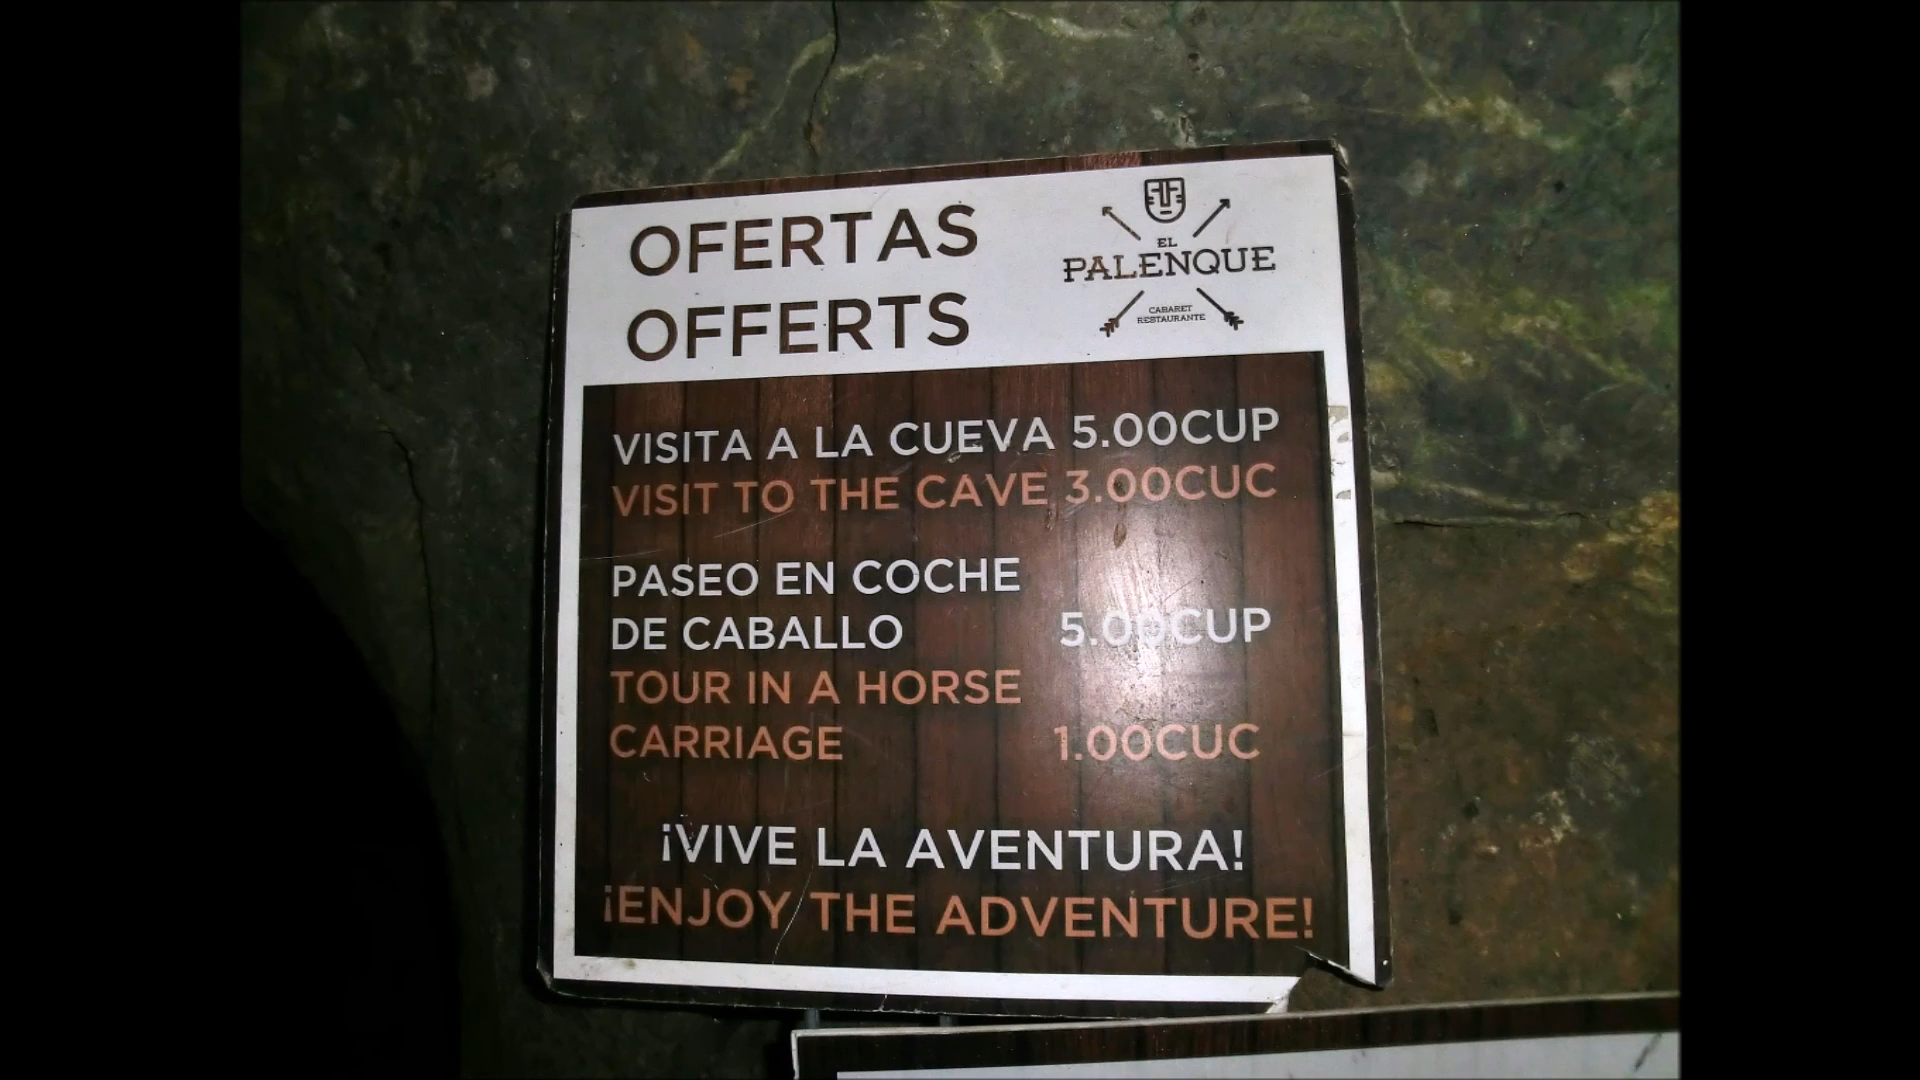 OFERTAS
OFFERTS
EL
PALENQUE
CABARET
RESTAURANTE
VISITA A LA CUEVA 5.00CUP
VISIT TO THE CAVE 3.00CUC
PASEO EN COCHE
DE CABALLO 5.00CUP
TOUR IN A HORSE
CARRIAGE 1.00CUC
¡VIVE LA AVENTURA!
¡ENJOY THE ADVENTURE!